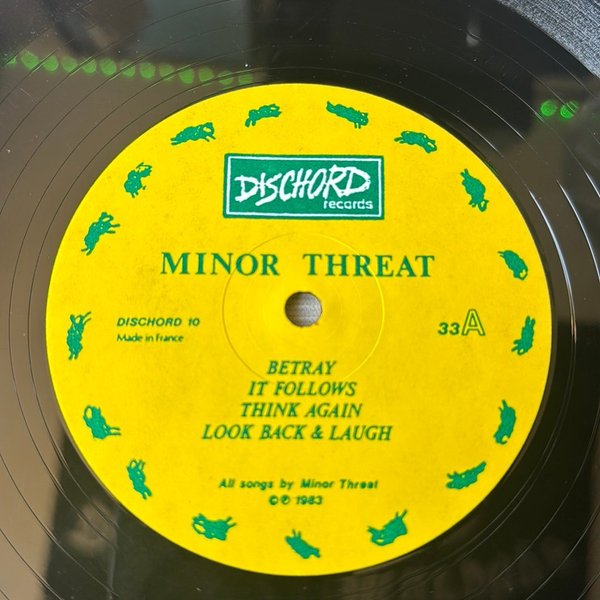 DISCHORD
records
MINOR THREAT
DISCHORD 10
Made in France
33 A
BETRAY
IT FOLLOWS
THINK AGAIN
LOOK BACK & LAUGH
All songs by Minor Threat
©℗ 1983